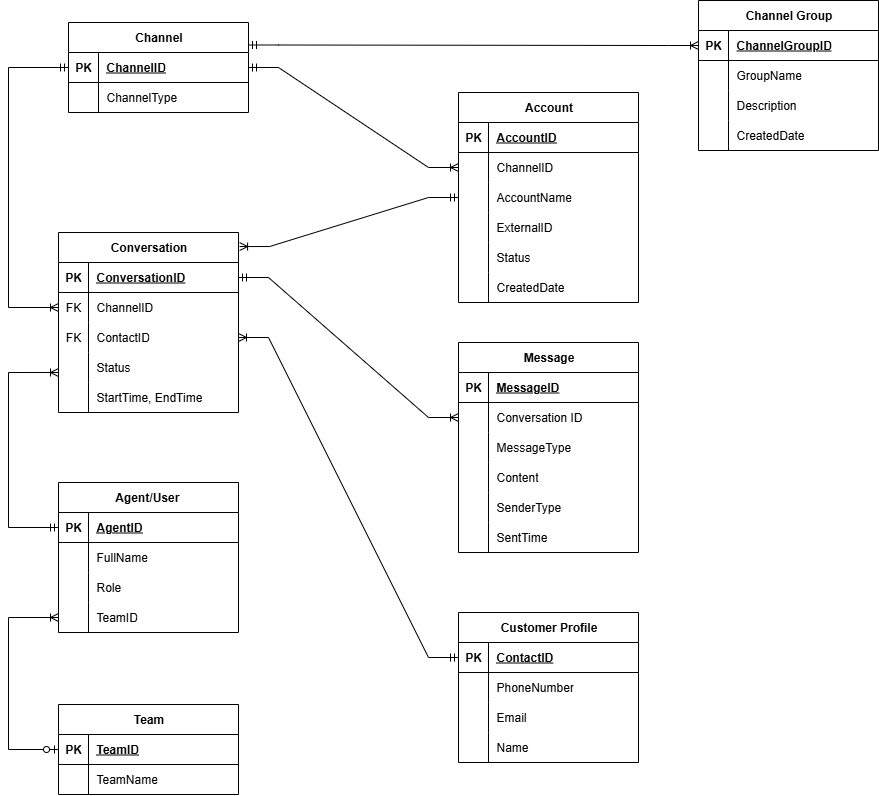 Channel
PK ChannelID
ChannelType
Channel Group
PK ChannelGroupID
GroupName
Description
CreatedDate
Account
PK AccountID
ChannelID
AccountName
ExternalID
Status
CreatedDate
Conversation
PK ConversationID
FK ChannelID
FK ContactID
Status
StartTime, EndTime
Message
PK MessageID
Conversation ID
MessageType
Content
SenderType
SentTime
Agent/User
PK AgentID
FullName
Role
TeamID
Customer Profile
PK ContactID
PhoneNumber
Email
Name
Team
PK TeamID
TeamName